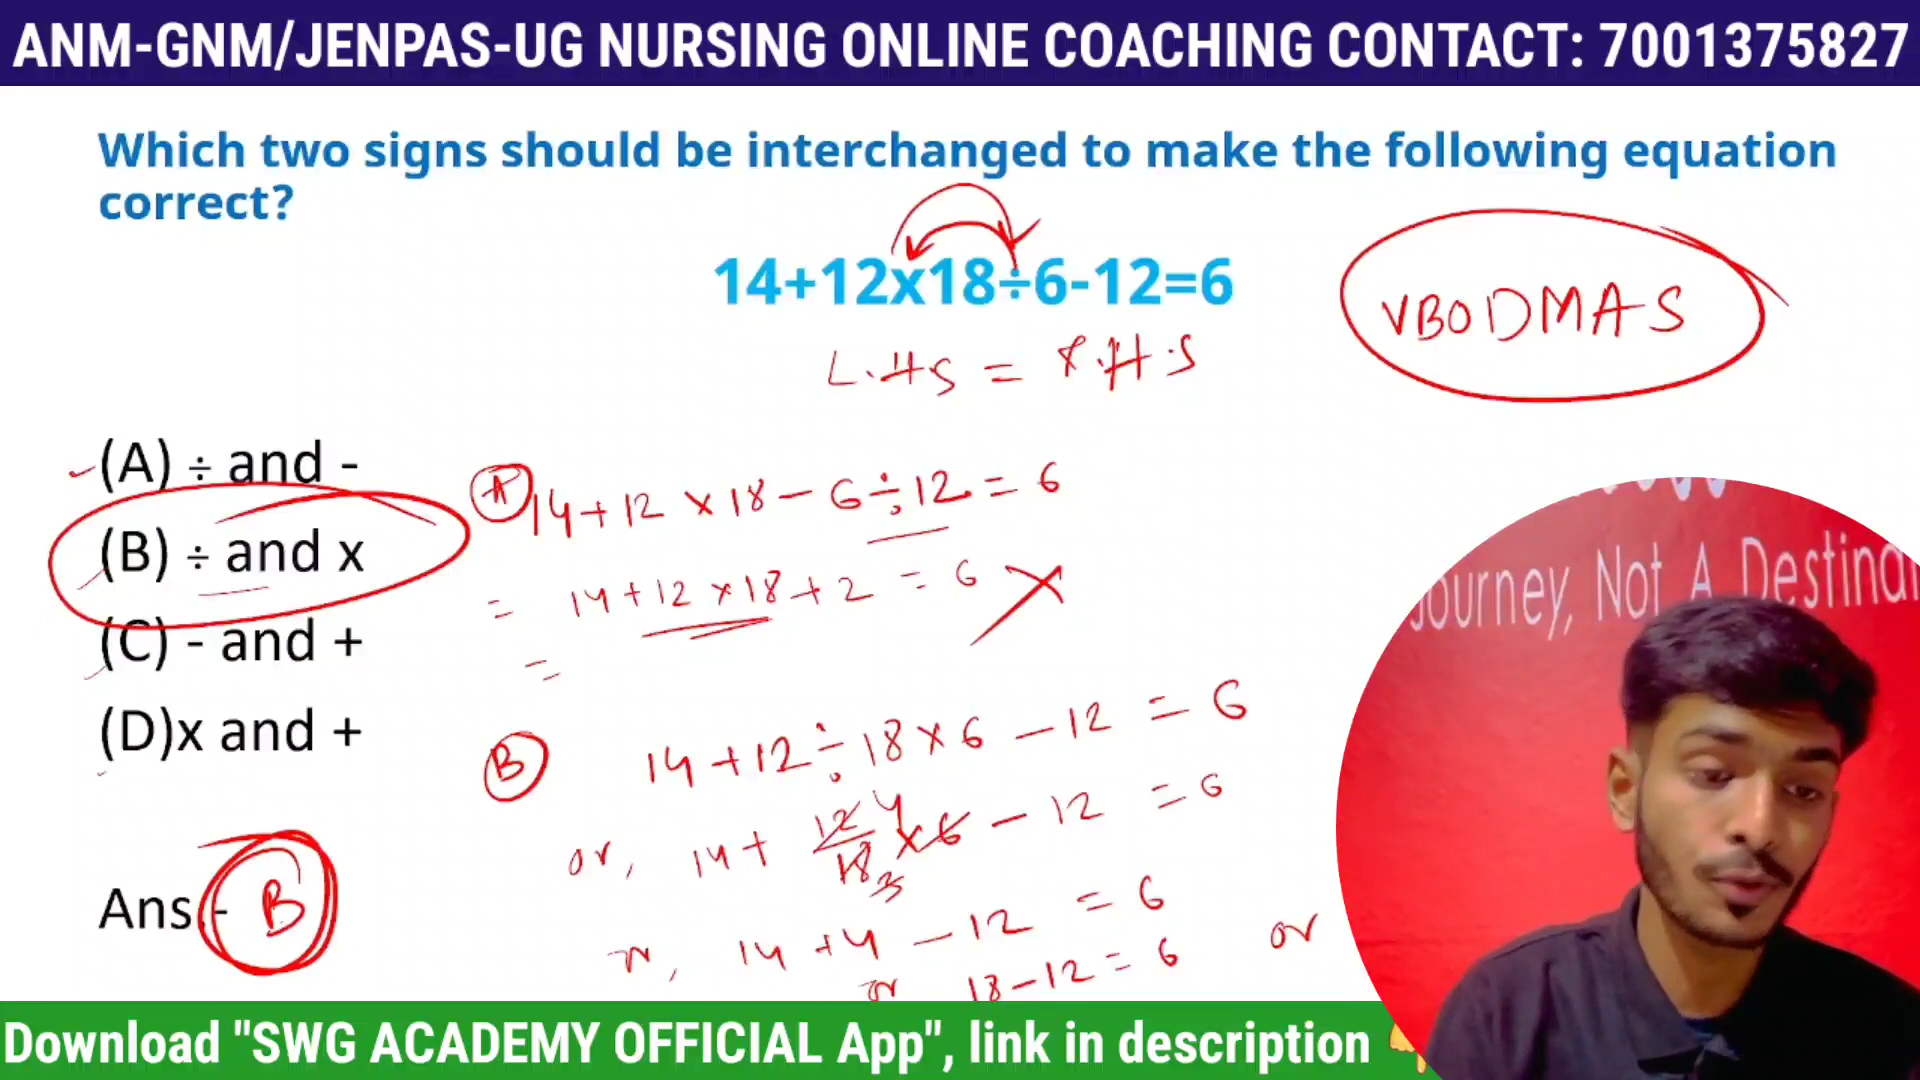 ANM-GNM/JENPAS-UG NURSING ONLINE COACHING CONTACT: 7001375827
Which two signs should be interchanged to make the following equation
correct?
14+12x18÷6-12=6
VBODMAS
L.H.S = R.H.S
(A) ÷ and -
(B) ÷ and x
(C) - and +
(D)x and +
Ans.- B
A 14+12 × 18 - 6 ÷ 12 = 6
= 14 + 12 × 18 + 2 = 6
=
B 14 + 12 ÷ 18 × 6 - 12 = 6
or, 14 + 12/18 × 6 - 12 = 6
4
3
or, 14 + 4 - 12 = 6
or 18 - 12 = 6 or
Journey, Not A Destina
Download "SWG ACADEMY OFFICIAL App", link in description